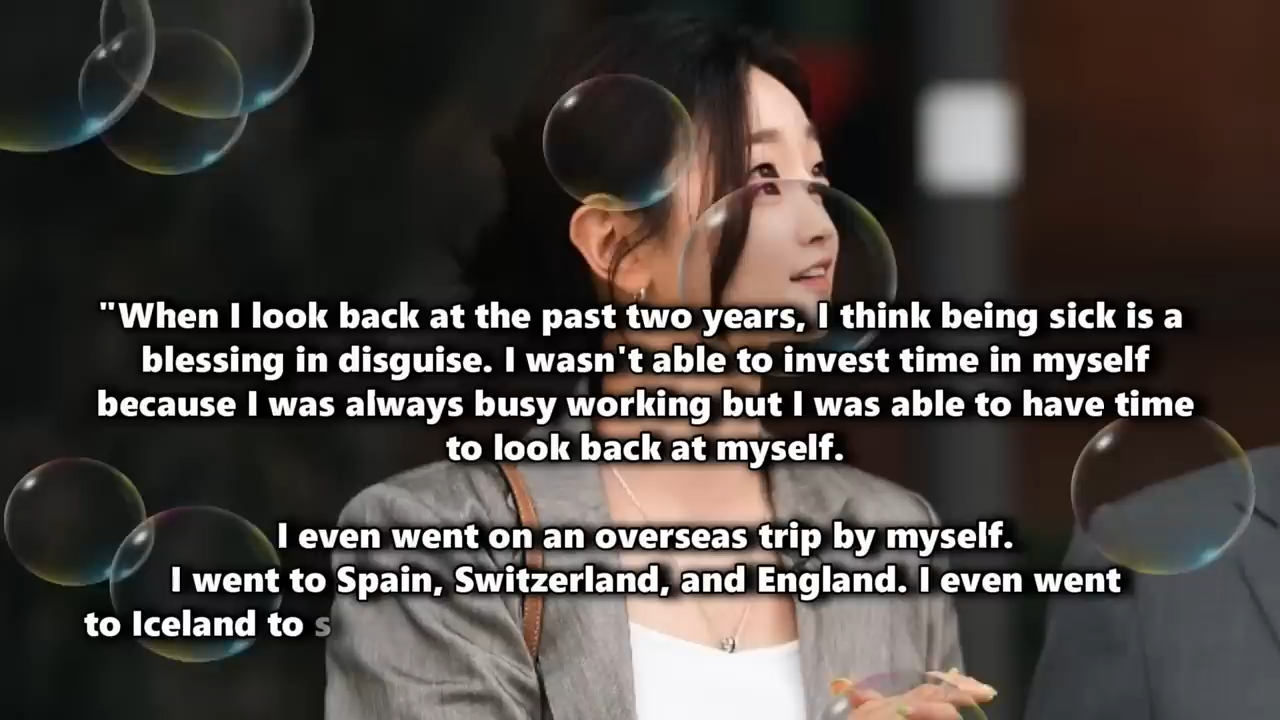 "When I look back at the past two years, I think being sick is a
blessing in disguise. I wasn't able to invest time in myself
because I was always busy working but I was able to have time
to look back at myself.
I even went on an overseas trip by myself.
I went to Spain, Switzerland, and England. I even went
to Iceland to s